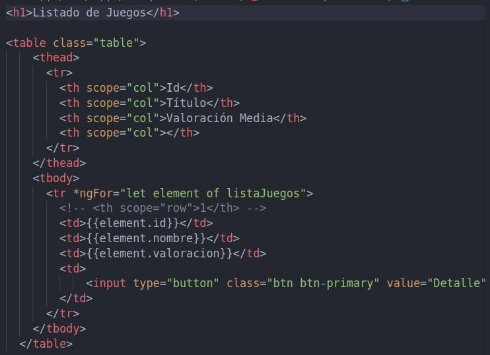 <h1>Listado de Juegos</h1>
<table class="table">
<thead>
<tr>
<th scope="col">Id</th>
<th scope="col">Título</th>
<th scope="col">Valoración Media</th>
<th scope="col"></th>
</tr>
</thead>
<tbody>
<tr *ngFor="let element of listaJuegos">
<!-- <th scope="row">1</th> -->
<td>{{element.id}}</td>
<td>{{element.nombre}}</td>
<td>{{element.valoracion}}</td>
<td>
<input type="button" class="btn btn-primary" value="Detalle"
</td>
</tr>
</tbody>
</table>